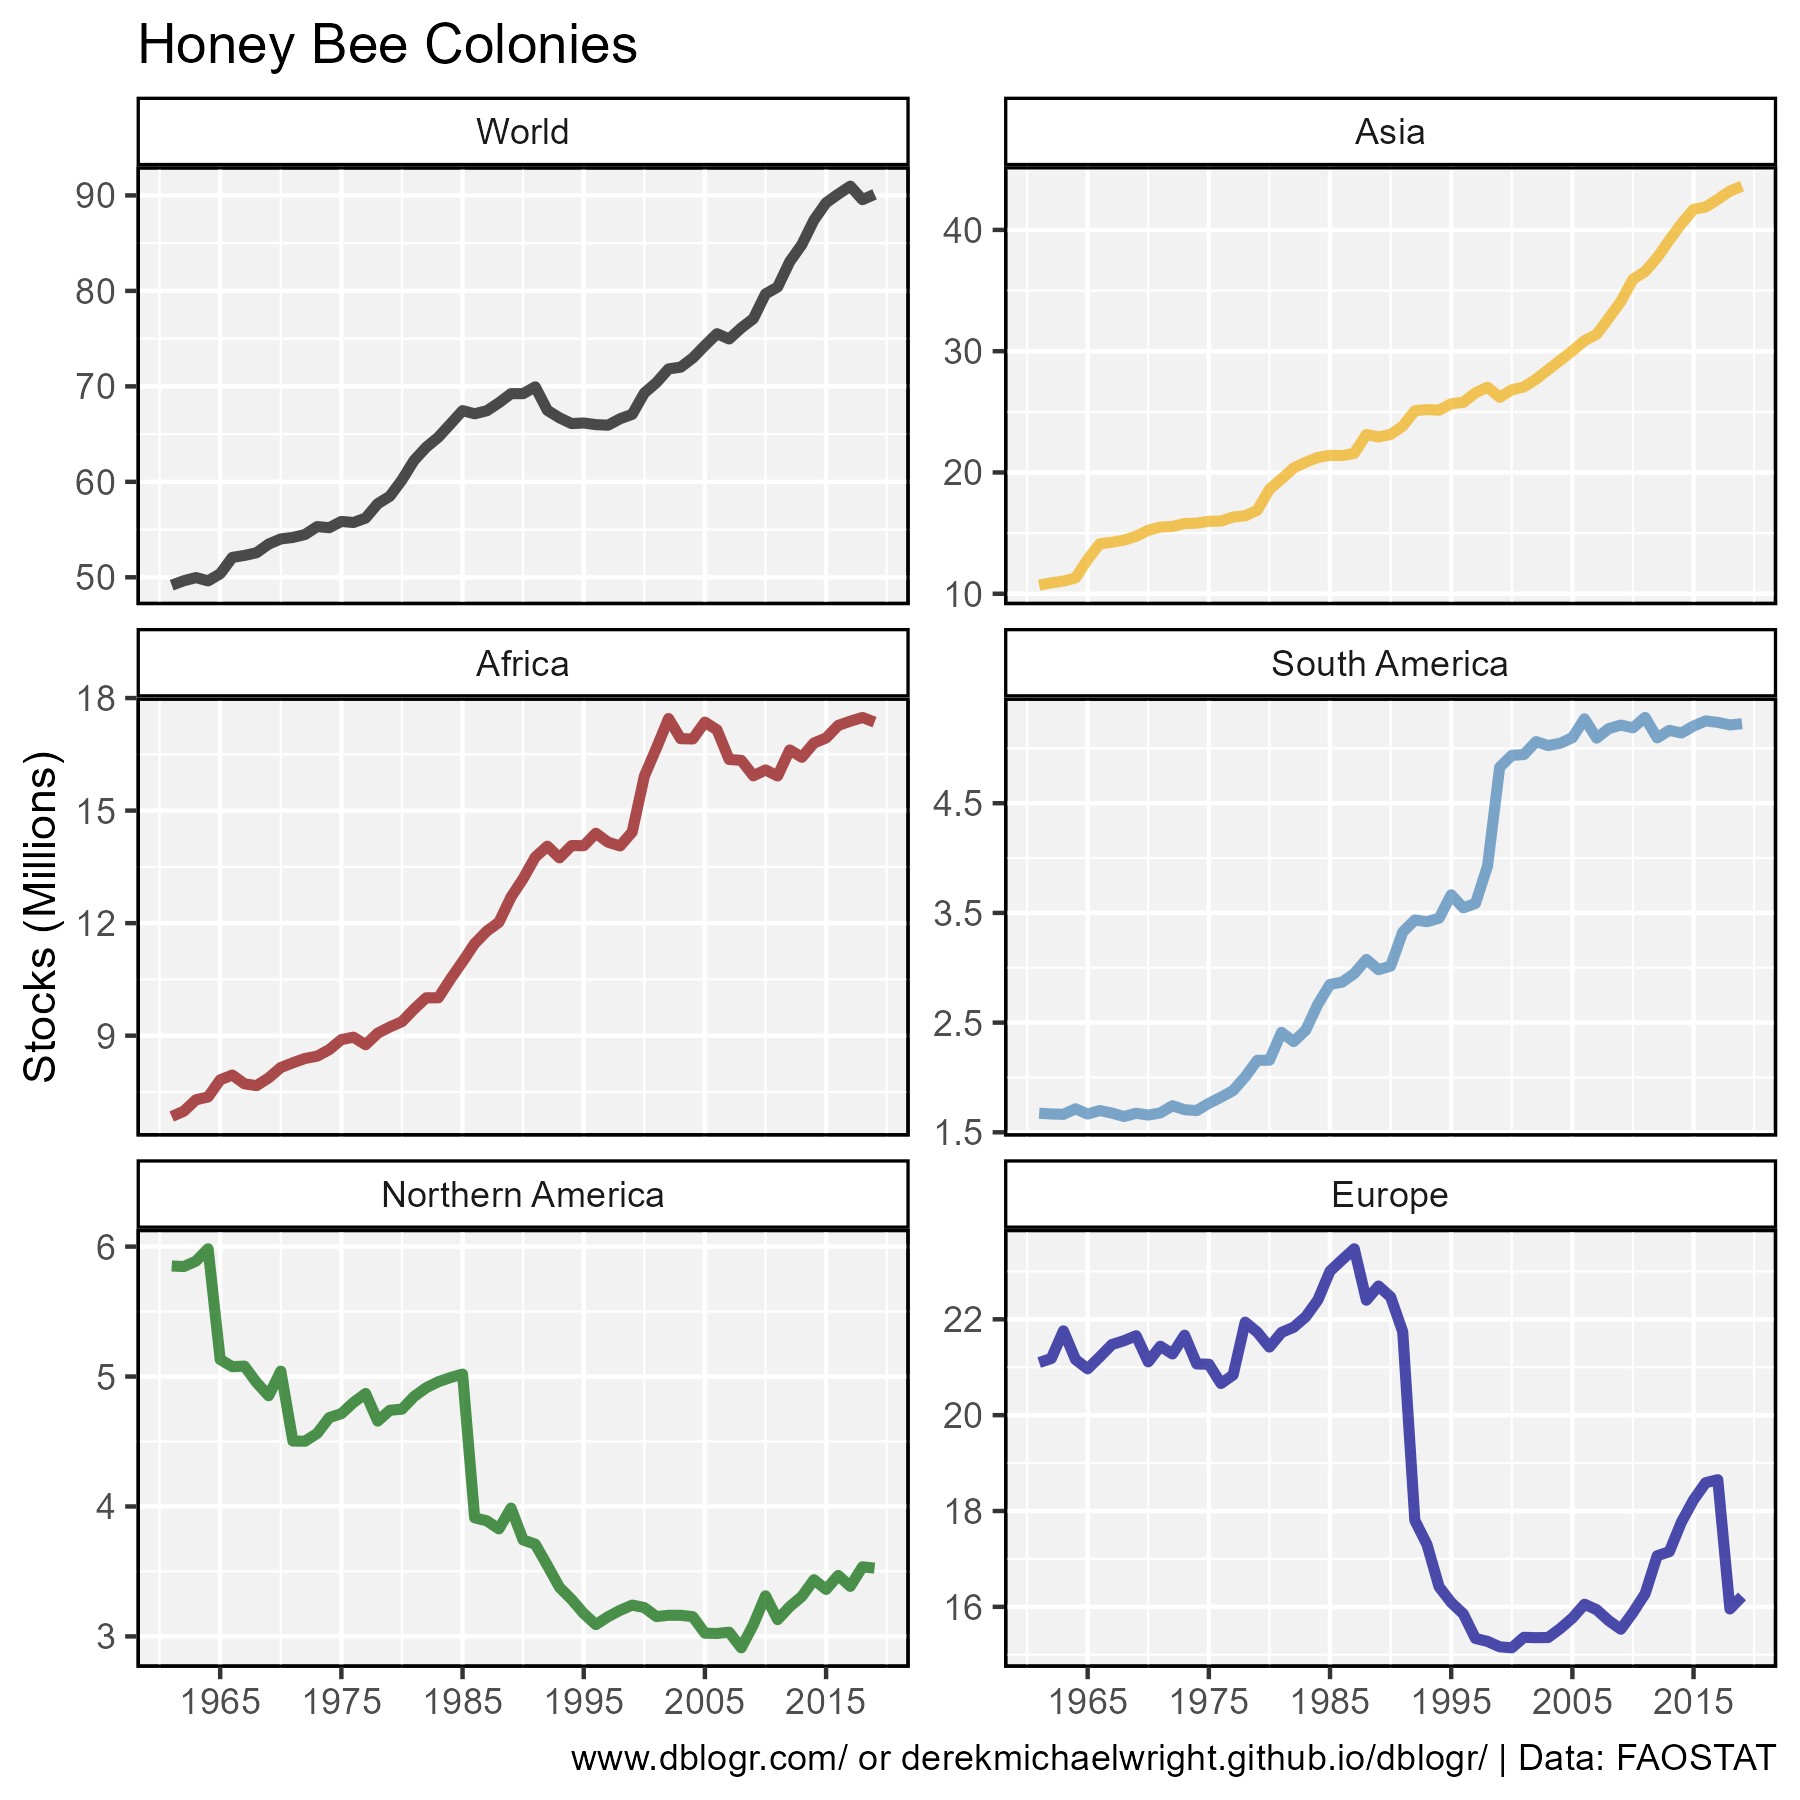 Honey Bee Colonies
World
Asia
90
80
70
60
50
40
30
20
10
Africa
South America
Stocks (Millions)
18
15
12
9
4.5
3.5
2.5
1.5
Northern America
Europe
6
5
4
3
22
20
18
16
1965 1975 1985 1995 2005 2015
1965 1975 1985 1995 2005 2015
www.dblogr.com/ or derekmichaelwright.github.io/dblogr/ | Data: FAOSTAT